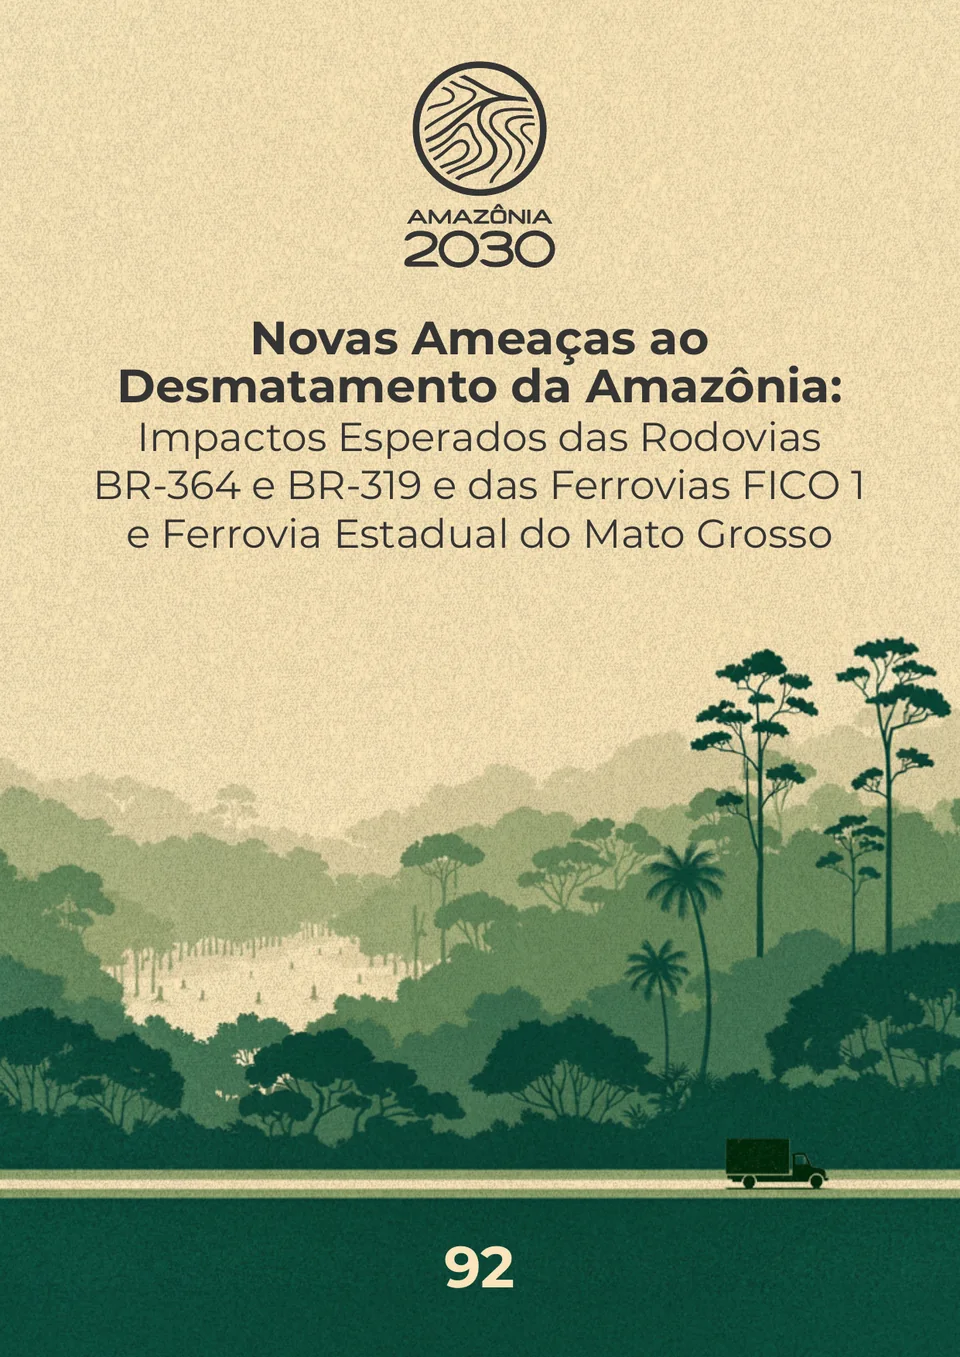 AMAZÔNIA
2030
Novas Ameaças ao
Desmatamento da Amazônia:
Impactos Esperados das Rodovias
BR-364 e BR-319 e das Ferrovias FICO 1
e Ferrovia Estadual do Mato Grosso
92